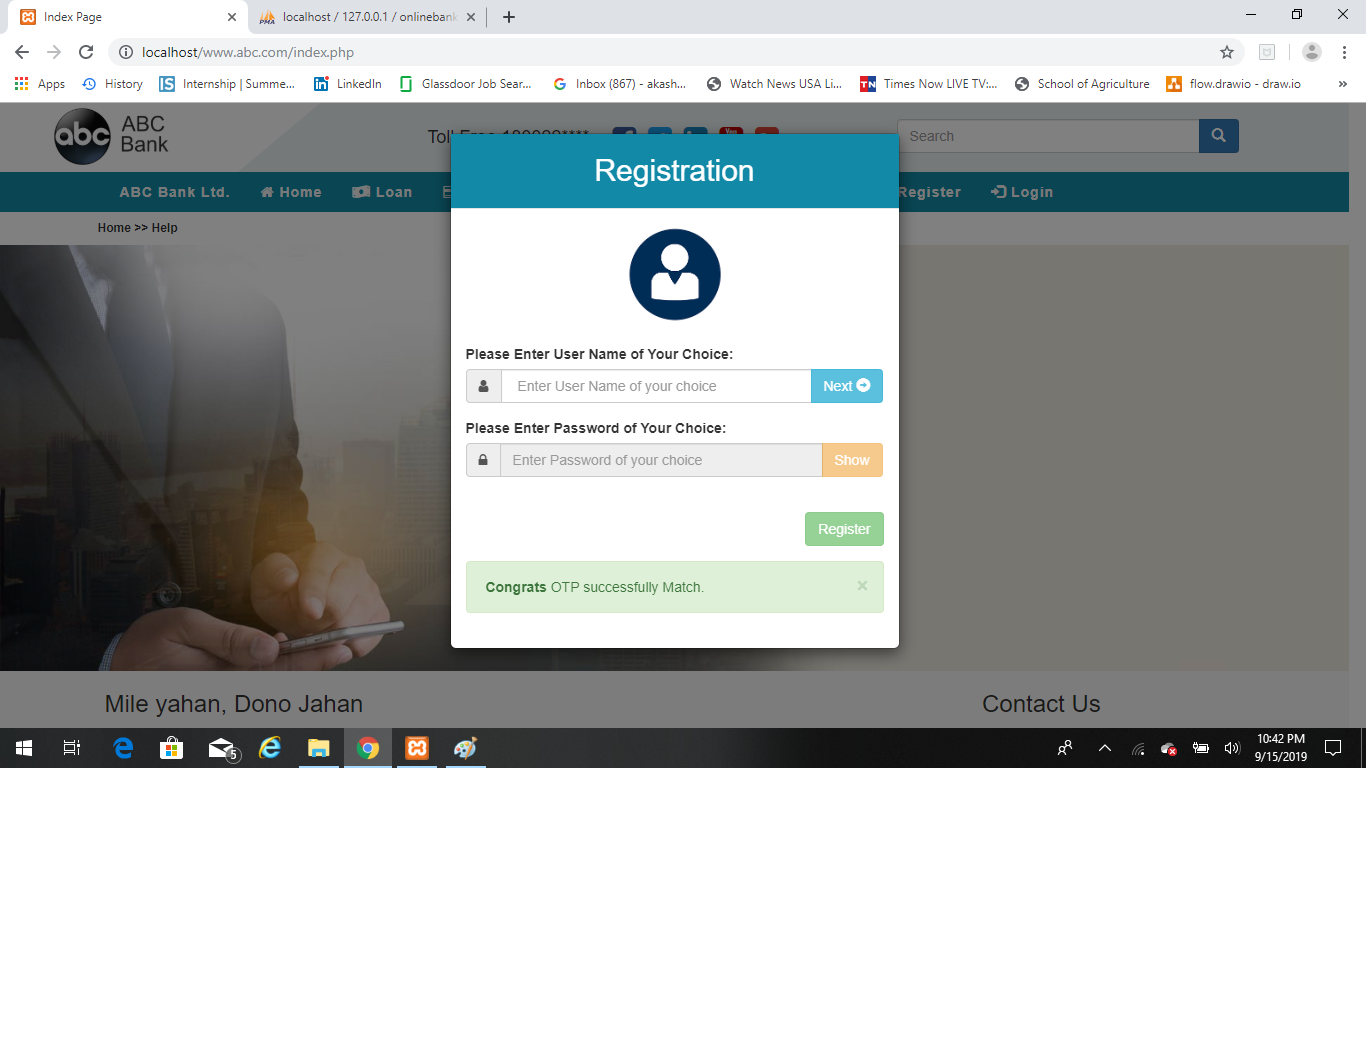 Index Page
localhost / 127.0.0.1 / onlinebank
localhost/www.abc.com/index.php
Apps
History
Internship | Summe...
LinkedIn
Glassdoor Job Sear...
Inbox (867) - akash...
Watch News USA Li...
Times Now LIVE TV:...
School of Agriculture
flow.drawio - draw.io
»
abc
ABC
Bank
Search
ABC Bank Ltd.
Home
Loan
Register
Login
Home >> Help
Registration
Please Enter User Name of Your Choice:
Enter User Name of your choice
Next
Please Enter Password of Your Choice:
Enter Password of your choice
Show
Register
Congrats OTP successfully Match.
×
Mile yahan, Dono Jahan
Contact Us
5
10:42 PM
9/15/2019